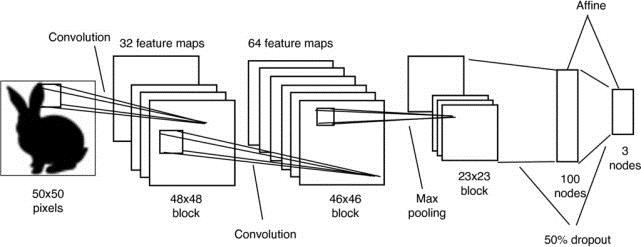 Affine
Convolution
32 feature maps
64 feature maps
50x50
pixels
48x48
block
Convolution
46x46
block
Max
pooling
23x23
block
100
nodes
3
nodes
50% dropout